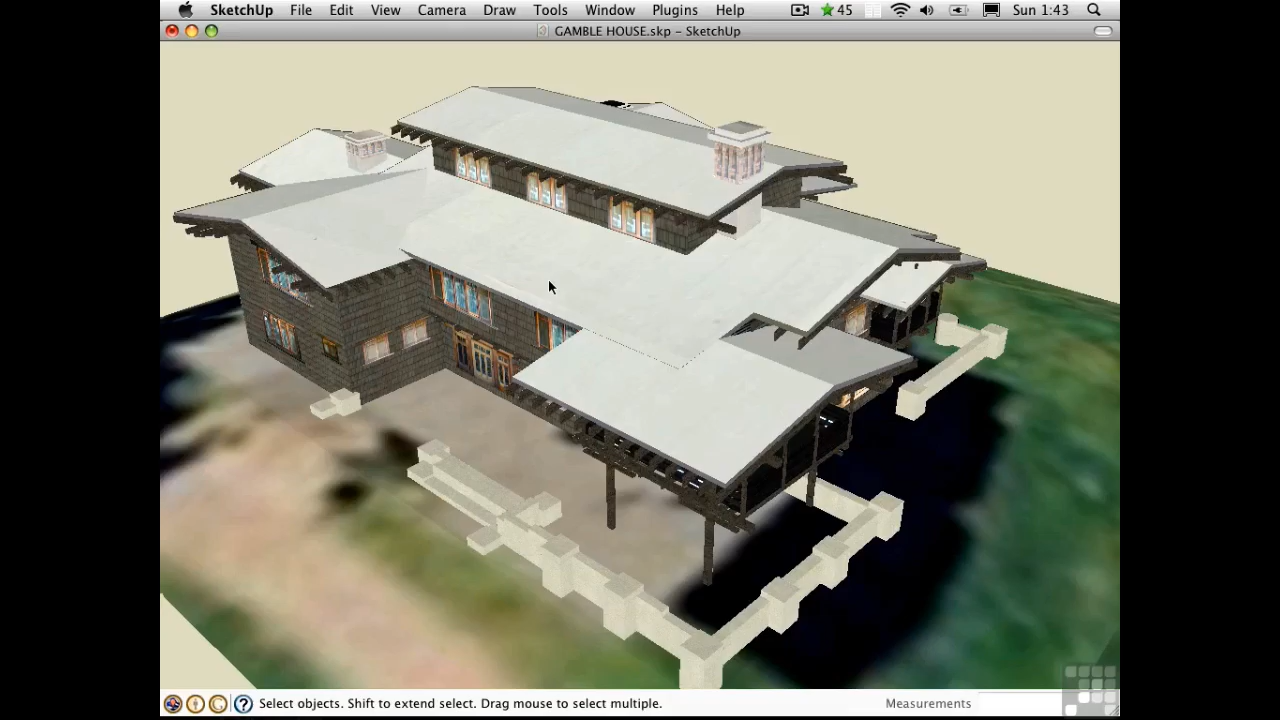 SketchUp File Edit View Camera Draw Tools Window Plugins Help 45 Sun 1:43
GAMBLE HOUSE.skp – SketchUp
Select objects. Shift to extend select. Drag mouse to select multiple. Measurements